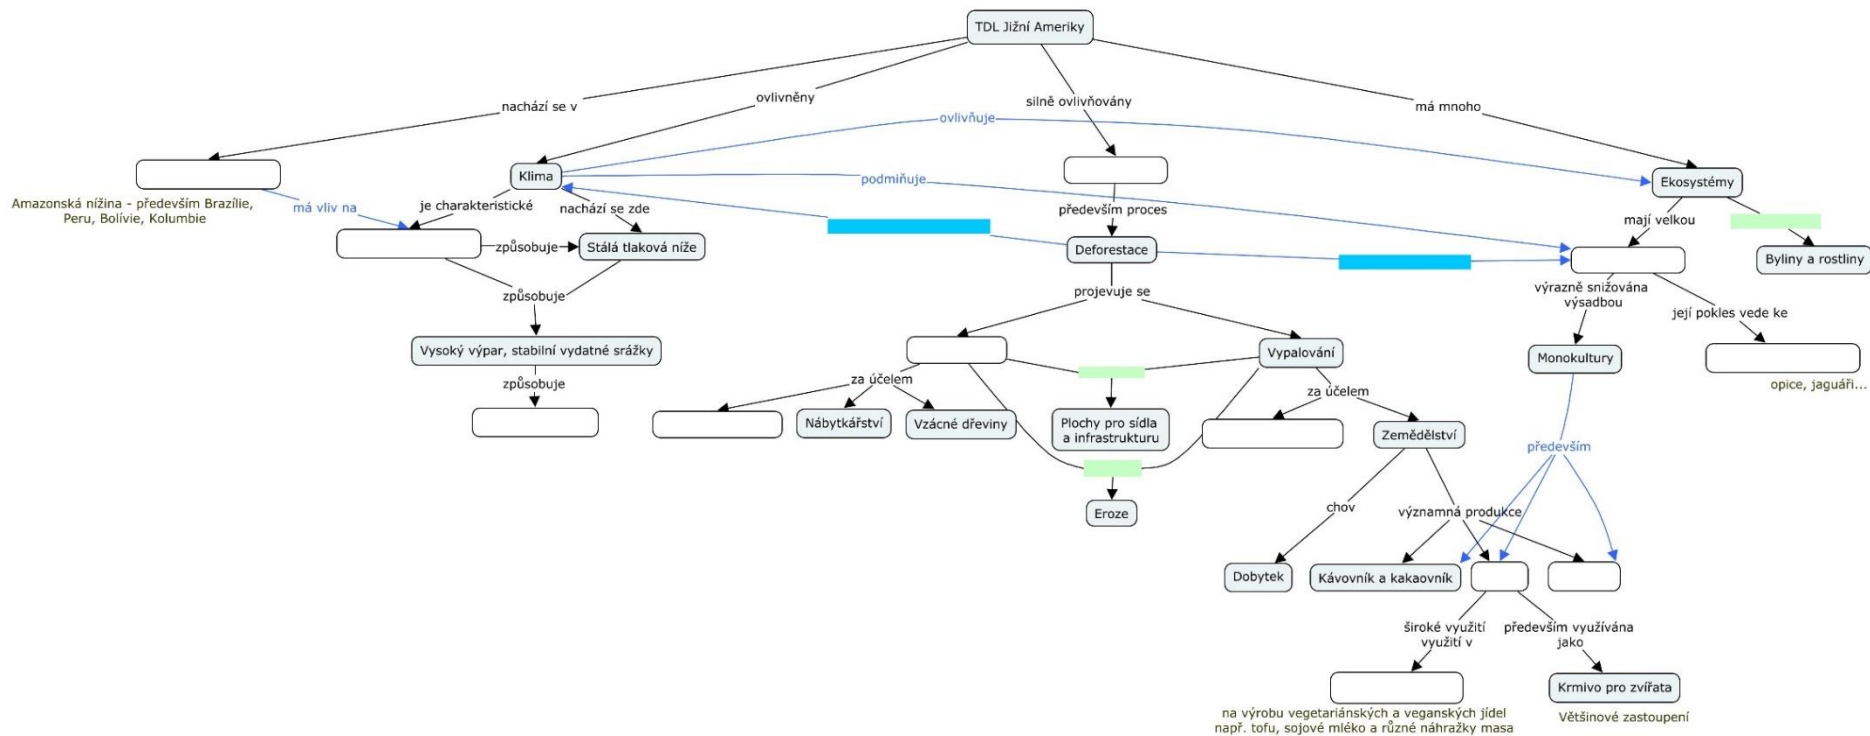 TDL Jižní Ameriky
nachází se v
ovlivněny
silně ovlivňovány
má mnoho
ovlivňuje
Klima
podmiňuje
Ekosystémy
Amazonská nížina - především Brazílie,
Peru, Bolívie, Kolumbie
má vliv na
je charakteristické
nachází se zde
především proces
mají velkou
způsobuje
Stálá tlaková níže
Deforestace
Byliny a rostliny
způsobuje
projevuje se
výrazně snižována
výsadbou
její pokles vede ke
Vysoký výpar, stabilní vydatné srážky
Vypalování
Monokultury
způsobuje
za účelem
za účelem
opice, jaguáři...
Nábytkářství
Vzácné dřeviny
Plochy pro sídla
a infrastrukturu
Zemědělství
především
Eroze
chov
významná produkce
Dobytek
Kávovník a kakaovník
široké využití
využití v
především využívána
jako
Krmivo pro zvířata
na výrobu vegetariánských a veganských jídel
např. tofu, sojové mléko a různé náhražky masa
Většinové zastoupení